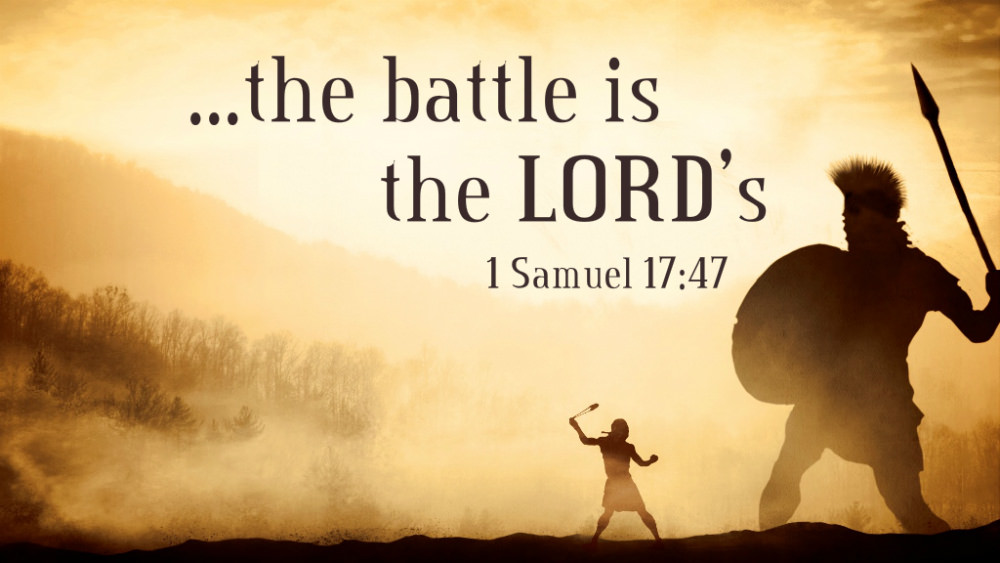 ...the battle is
the LORD's
1 Samuel 17:47